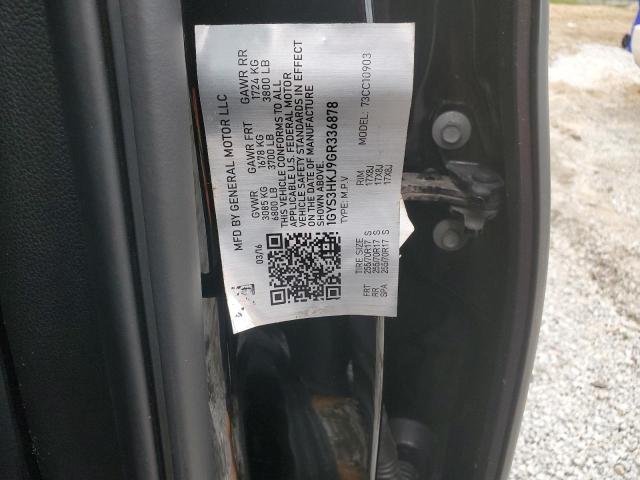 MFD BY GENERAL MOTOR LLC
03/16
GVWR GAWR FRT GAWR RR
3085 KG 1678 KG 1724 KG
6800 LB 3700 LB 3800 LB
THIS VEHICLE CONFORMS TO ALL
APPLICABLE U.S. FEDERAL MOTOR
VEHICLE SAFETY STANDARDS IN EFFECT
ON THE DATE OF MANUFACTURE
SHOWN ABOVE.
1GYS3HKJ9GR336878
TYPE: M.P.V MODEL: 73CC10903
TIRE SIZE RIM
FRT 255/70R17 S 17X8J
RR 255/70R17 S 17X8J
SPA 255/70R17 S 17X8J